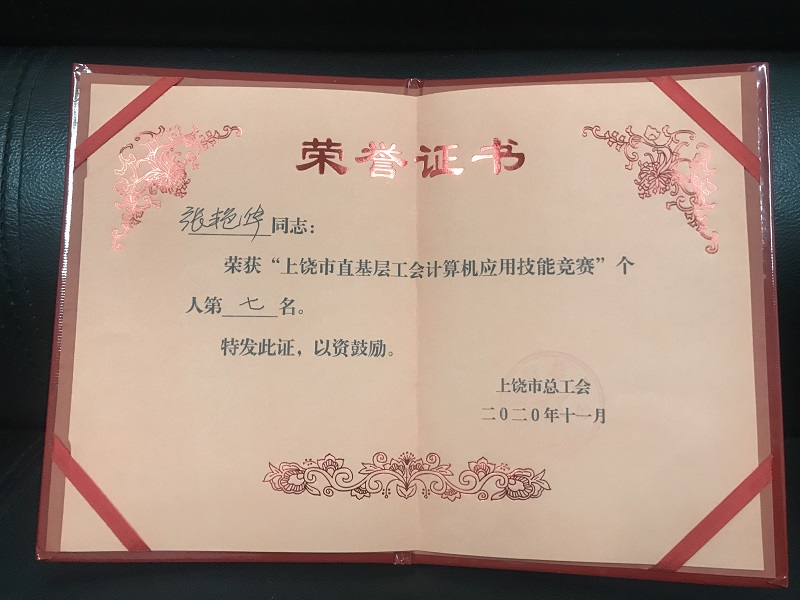 荣誉证书
张艳华同志：
荣获“上饶市直基层工会计算机应用技能竞赛”个
人第七名。
特发此证，以资鼓励。
上饶市总工会
二0二0年十一月